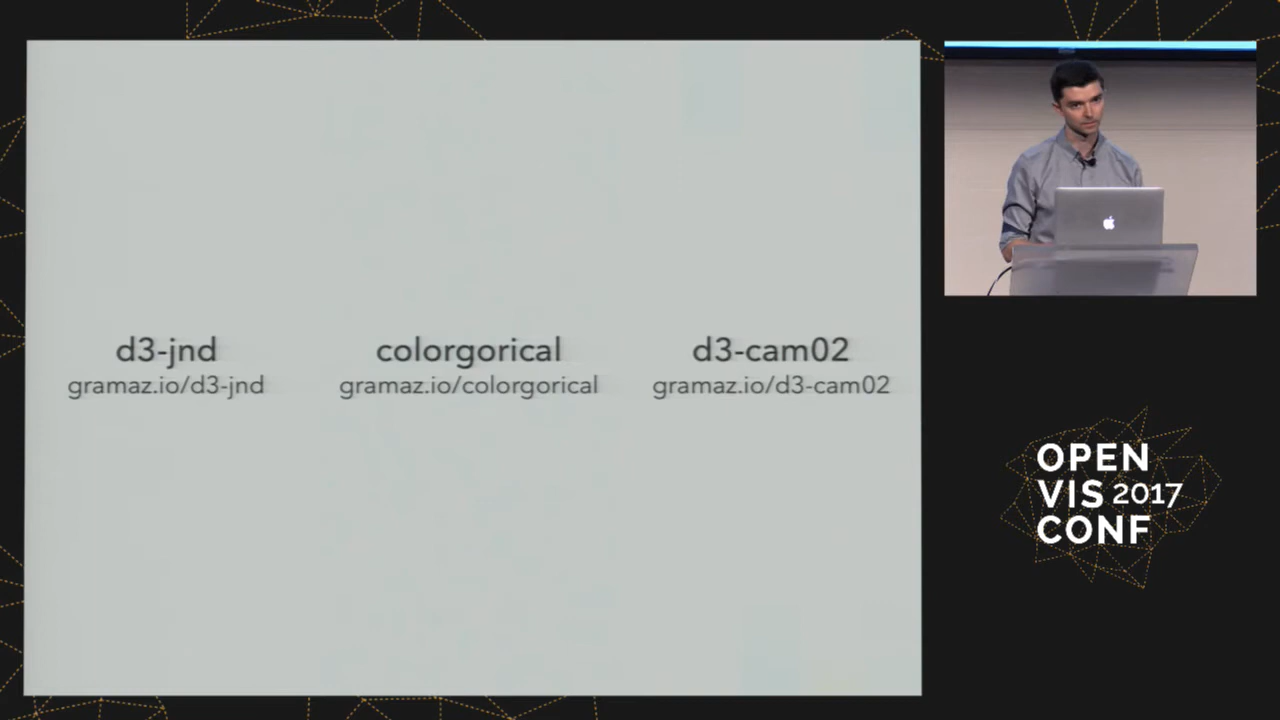 d3-jnd
gramaz.io/d3-jnd
colorgorical
gramaz.io/colorgorical
d3-cam02
gramaz.io/d3-cam02
OPEN
VIS 2017
CONF